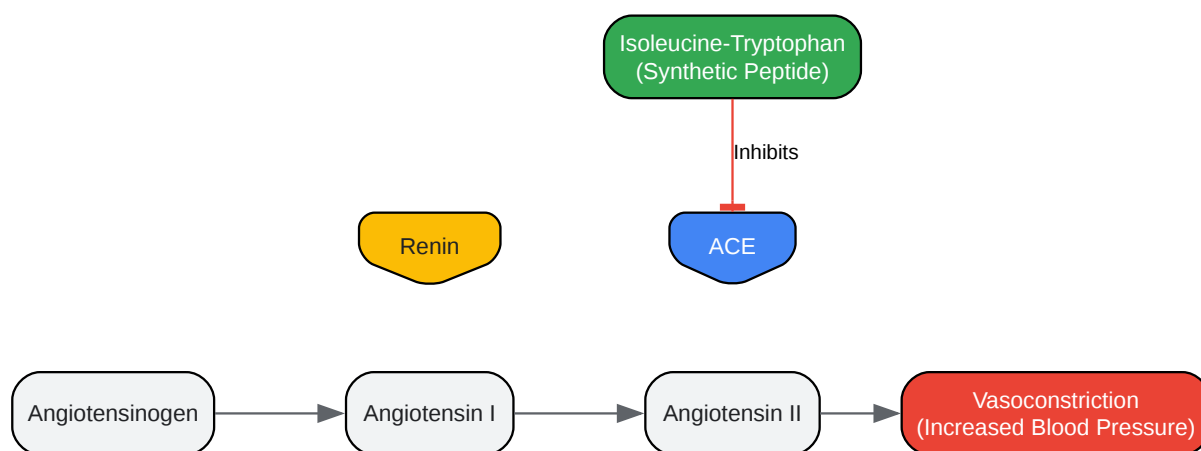 Isoleucine-Tryptophan
(Synthetic Peptide)
Inhibits
Renin
ACE
Angiotensinogen
Angiotensin I
Angiotensin II
Vasoconstriction
(Increased Blood Pressure)